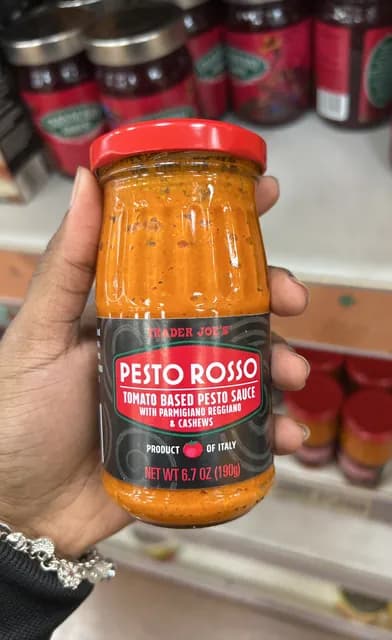 TRADER JOE'S
PESTO ROSSO
TOMATO BASED PESTO SAUCE
WITH PARMIGIANO REGGIANO
& CASHEWS
PRODUCT OF ITALY
NET WT 6.7 OZ (190g)